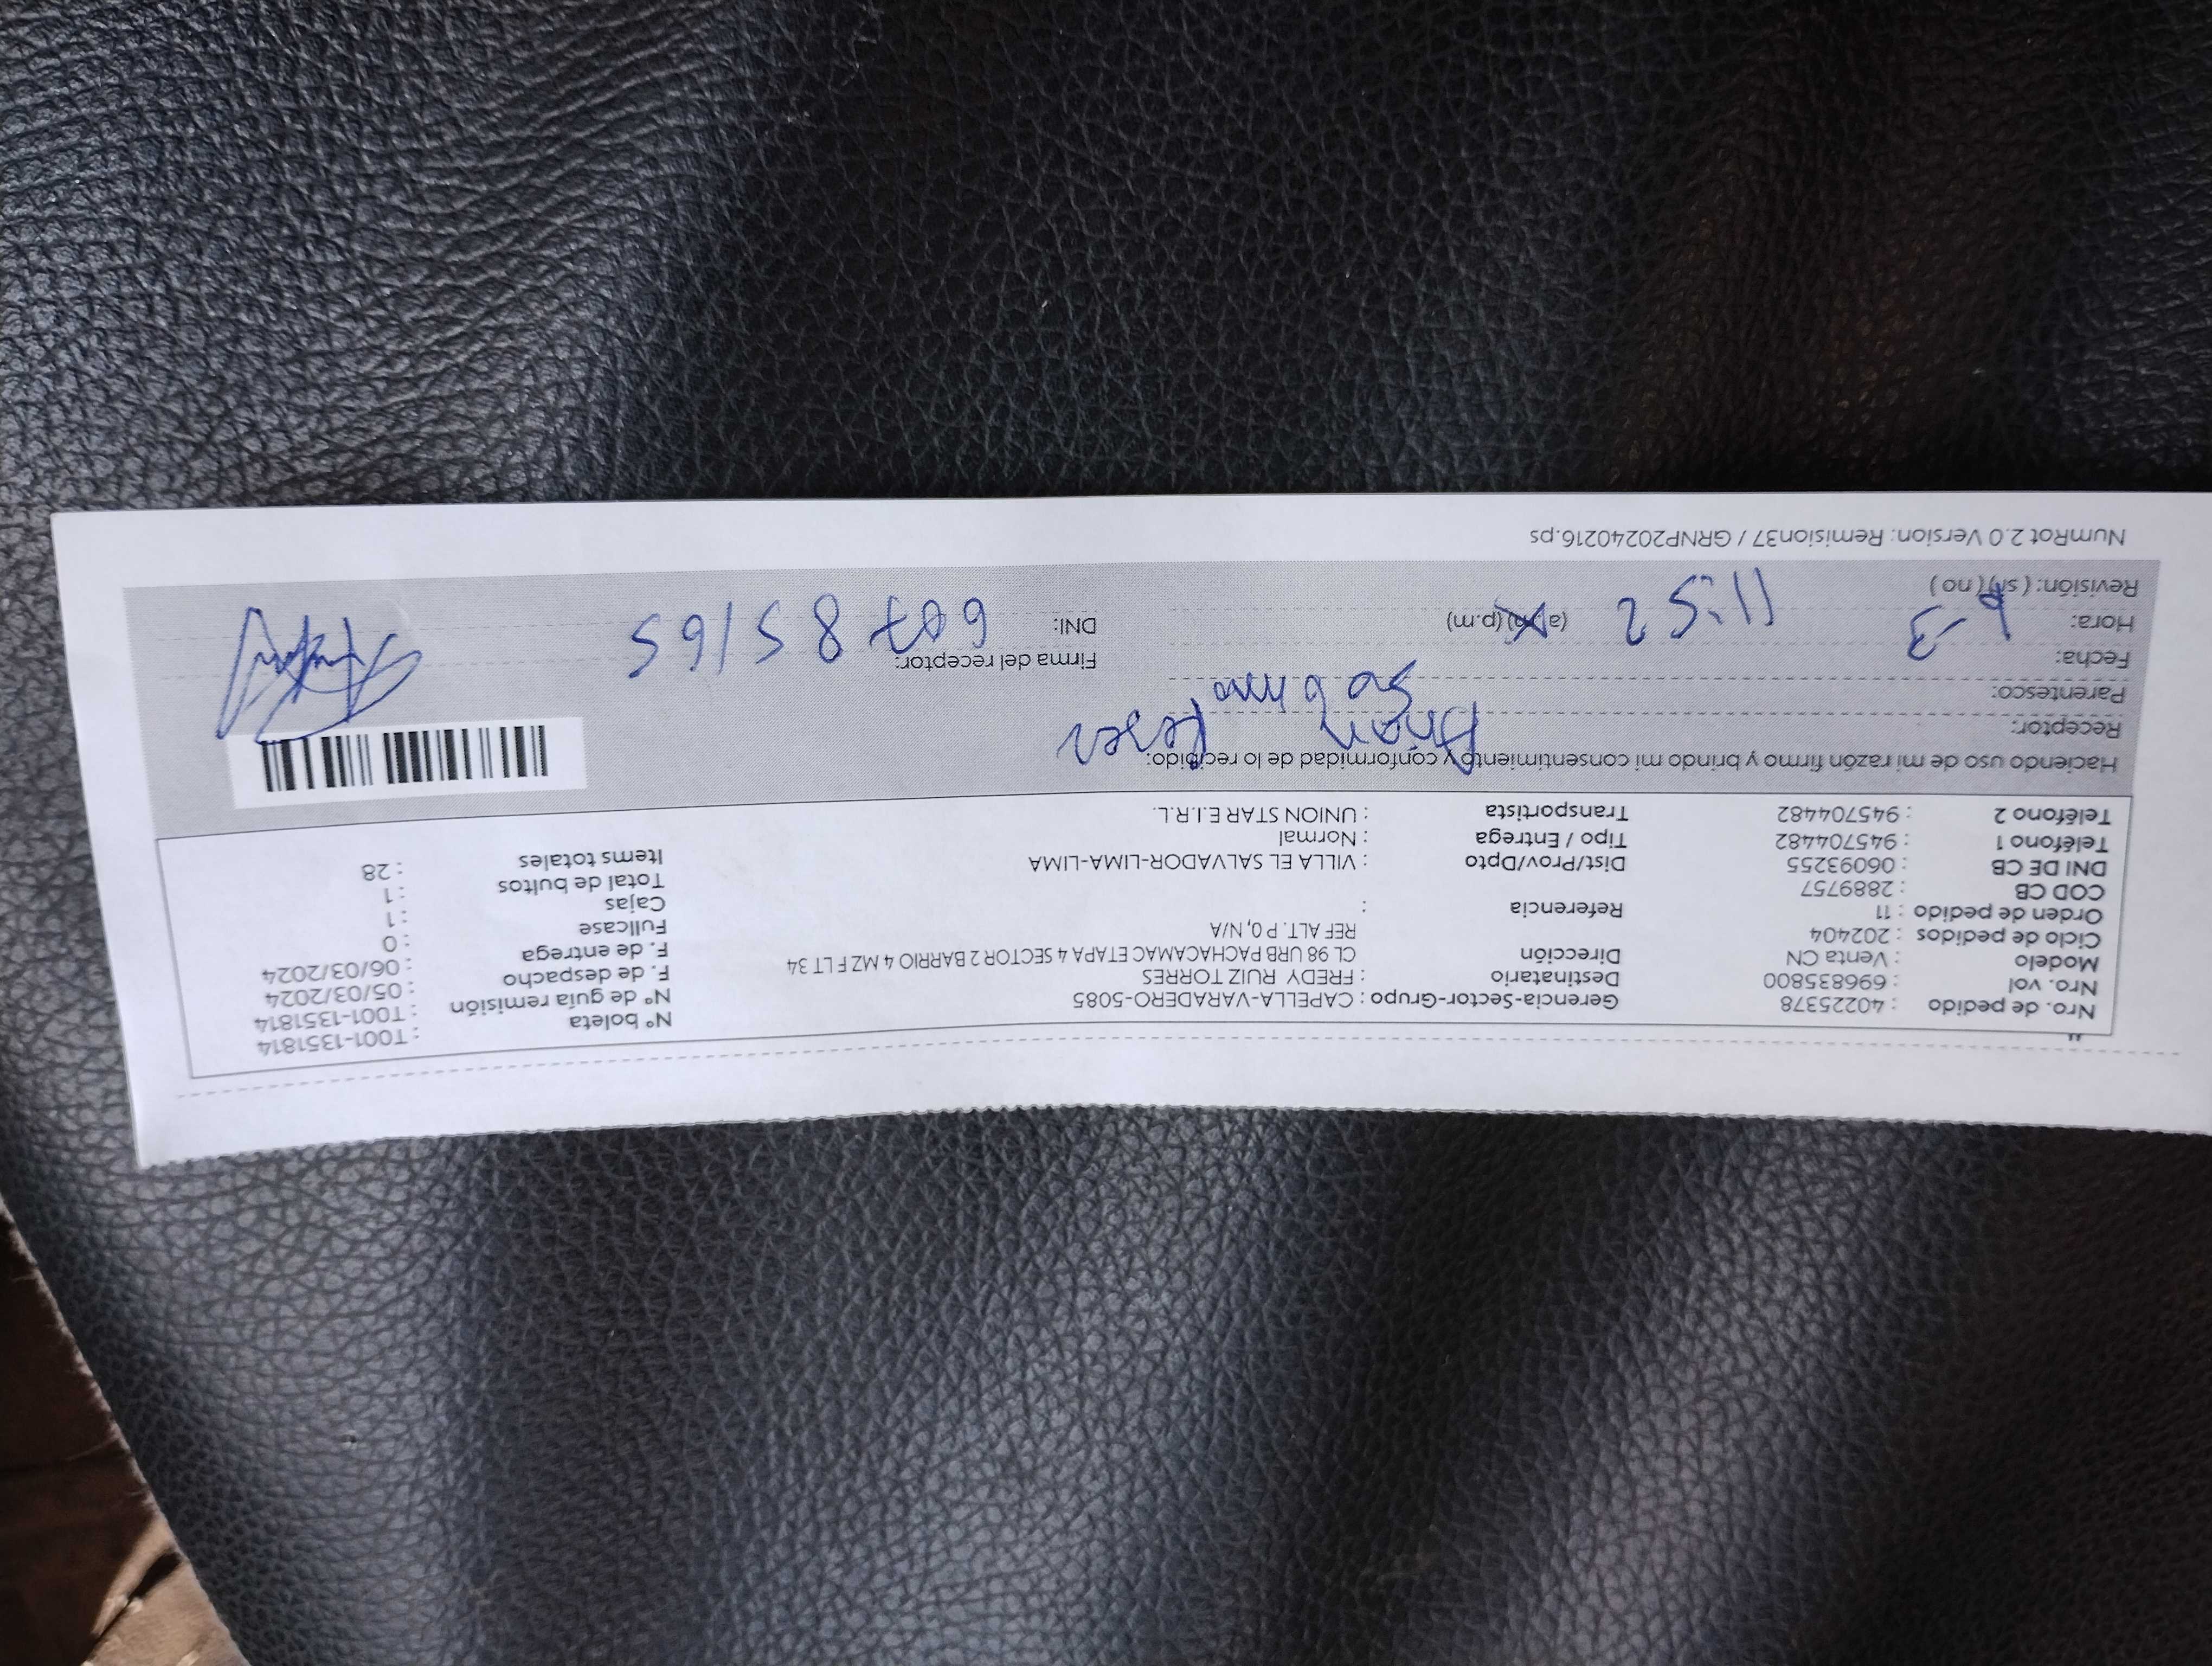 Nro. de pedido : 40225378 Gerencia-Sector-Grupo : CAPELLA-VARADERO-5085 N° boleta : T001-1351814
Nro. vol : 696835800 Destinatario : FREDY RUIZ TORRES N° de guía remisión : T001-1351814
Modelo : Venta CN Dirección CL 98 URB PACHACAMAC ETAPA 4 SECTOR 2 BARRIO 4 MZ F LT 34 F. de despacho : 05/03/2024
Ciclo de pedidos : 202404 REF ALT. P 0, N/A F. de entrega : 06/03/2024
Orden de pedido : 11 Referencia : Fullcase : 0
COD CB : 2889757 Cajas : 1
DNI DE CB : 06093255 Dist/Prov/Dpto : VILLA EL SALVADOR-LIMA-LIMA Total de bultos : 1
Teléfono 1 : 945704482 Tipo / Entrega : Normal Items totales : 28
Teléfono 2 : 945704482 Transportista : UNION STAR E.I.R.L.
Haciendo uso de mi razón firmo y brindo mi consentimiento y conformidad de lo recibido:
Receptor: Brian
Parentesco:
Fecha: 6-3 Firma del receptor:
Hora: 11:52 (a.m) (p.m) DNI: 60785165
Revisión: ( si ) ( no )
NumRot 2.0 Version: Remision37 / GRNP20240216.ps